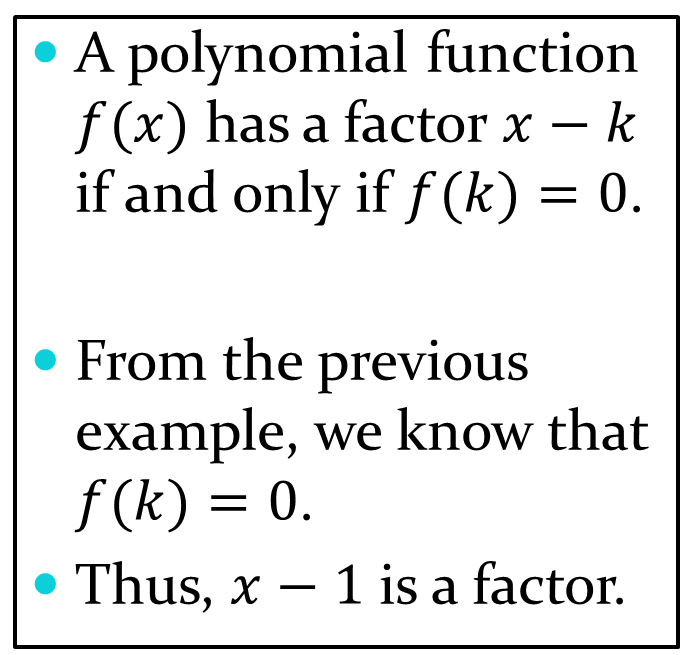 • A polynomial function
f(x) has a factor x − k
if and only if f(k) = 0.
• From the previous
example, we know that
f(k) = 0.
• Thus, x − 1 is a factor.